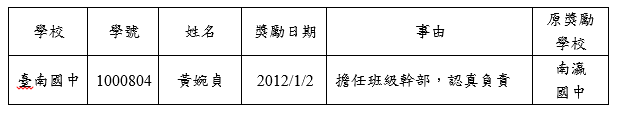 學校 學號 姓名 獎勵日期 事由 原獎勵
學校
臺南國中 1000804 黃婉貞 2012/1/2 擔任班級幹部，認真負責 南瀛
國中